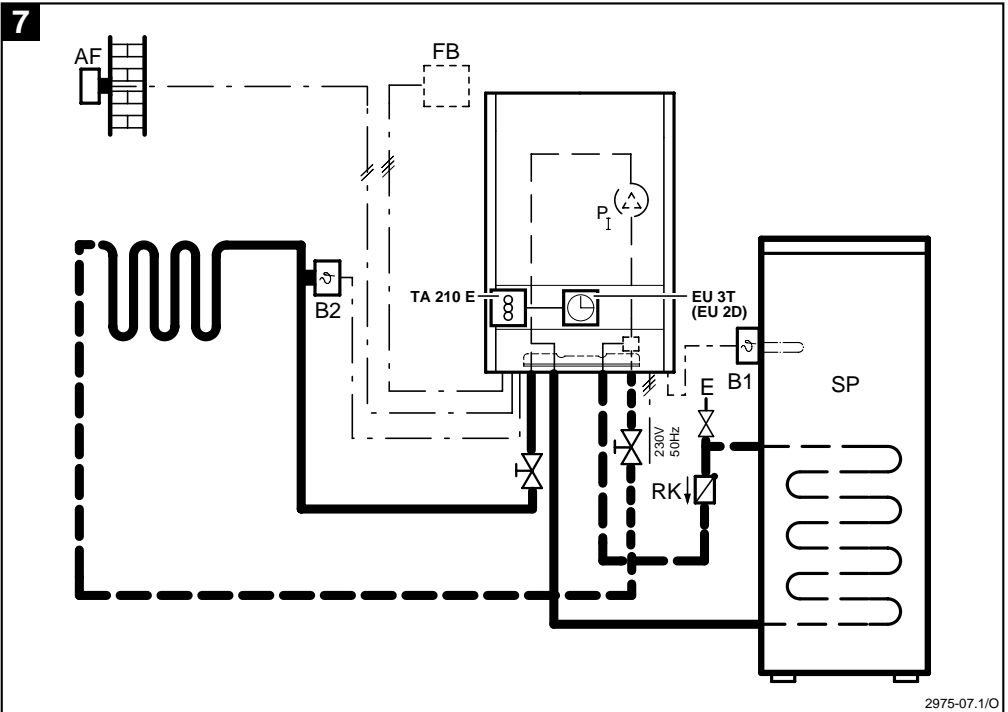 7
AF
FB
P I
TA 210 E
EU 3T
(EU 2D)
B2
B1
SP
E
230V
50Hz
RK
2975-07.1/O